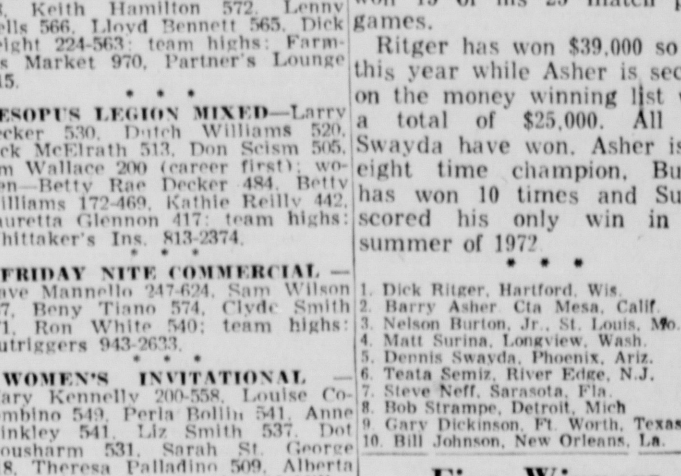 Keith Hamilton 572, Lenny
ells 566, Lloyd Bennett 565, Dick
ight 224-563; team highs: Farm-
s Market 970, Partner's Lounge
* * *
ESOPUS LEGION MIXED—Larry
cker 530, Dutch Williams 520,
ck McElrath 513, Don Scism 505,
m Wallace 200 (career first); wo-
en—Betty Rae Decker 484, Betty
illiams 172-469, Kathie Reilly 442,
auretta Glennon 417; team highs:
hittaker's Ins. 813-2374.
* * *
FRIDAY NITE COMMERCIAL —
ave Mannello 247-624, Sam Wilson
7, Beny Tiano 574, Clyde Smith
1, Ron White 540; team highs:
utriggers 943-2633.
* * *
WOMEN'S INVITATIONAL —
ary Kennelly 200-558, Louise Co-
mbino 549, Perla Bollin 541, Anne
inkley 541, Liz Smith 537, Dot
ousharm 531, Sarah St. George
8, Theresa Palladino 509, Alberta
games.
Ritger has won $39,000 so
this year while Asher is sec
on the money winning list
a total of $25,000. All
Swayda have won. Asher is
eight time champion, Bu
has won 10 times and Su
scored his only win in
summer of 1972
* * *
1. Dick Ritger, Hartford, Wis.
2. Barry Asher Cta Mesa, Calif.
3. Nelson Burton, Jr., St. Louis, Mo.
4. Matt Surina, Longview, Wash.
5. Dennis Swayda, Phoenix, Ariz.
6. Teata Semiz, River Edge, N.J.
7. Steve Neff, Sarasota, Fla.
8. Bob Strampe, Detroit, Mich
9. Gary Dickinson, Ft. Worth, Texas
10. Bill Johnson, New Orleans, La.